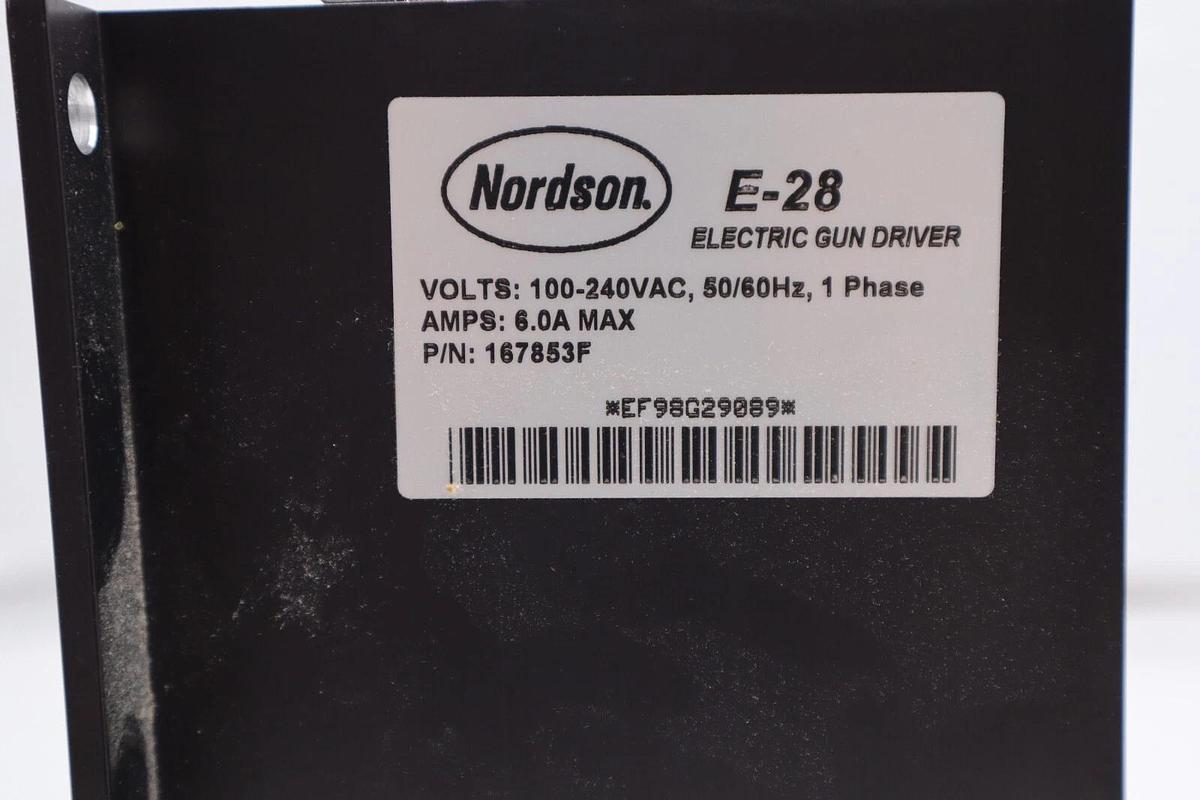 Nordson.
E-28
ELECTRIC GUN DRIVER
VOLTS: 100-240VAC, 50/60Hz, 1 Phase
AMPS: 6.0A MAX
P/N: 167853F
*EF98G29089*